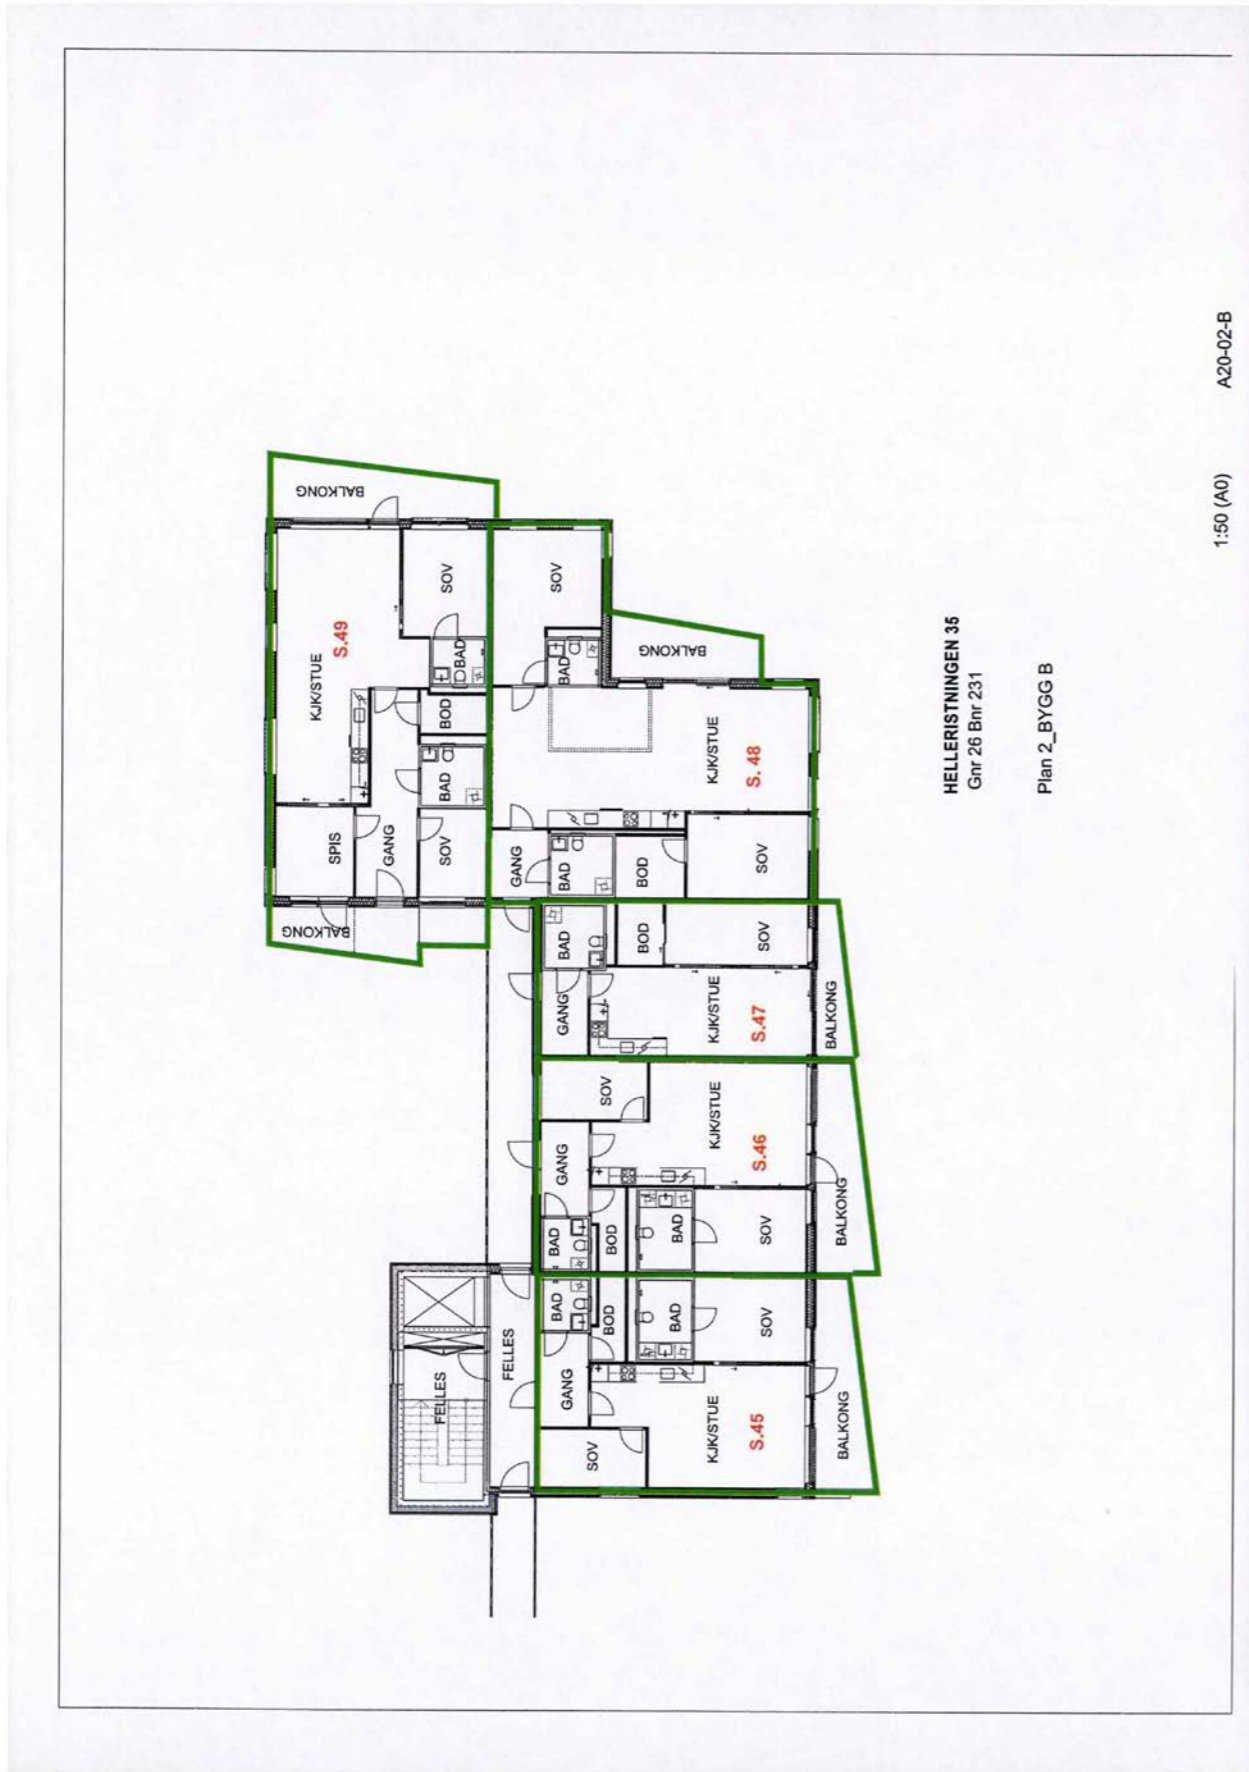 BALKONG
KJK/STUE
S.49
SOV
BAD
BOD
BAD
SPIS
GANG
SOV
BALKONG
SOV
BAD
BALKONG
KJK/STUE
S. 48
GANG
BAD
BOD
SOV
BAD
BOD
SOV
GANG
KJK/STUE
S.47
BALKONG
SOV
KJK/STUE
S.46
GANG
BAD
BOD
BAD
SOV
BALKONG
FELLES
FELLES
BAD
BOD
BAD
SOV
GANG
KJK/STUE
S.45
SOV
BALKONG
HELLERISTNINGEN 35
Gnr 26 Bnr 231
Plan 2_BYGG B
1:50 (A0)
A20-02-B